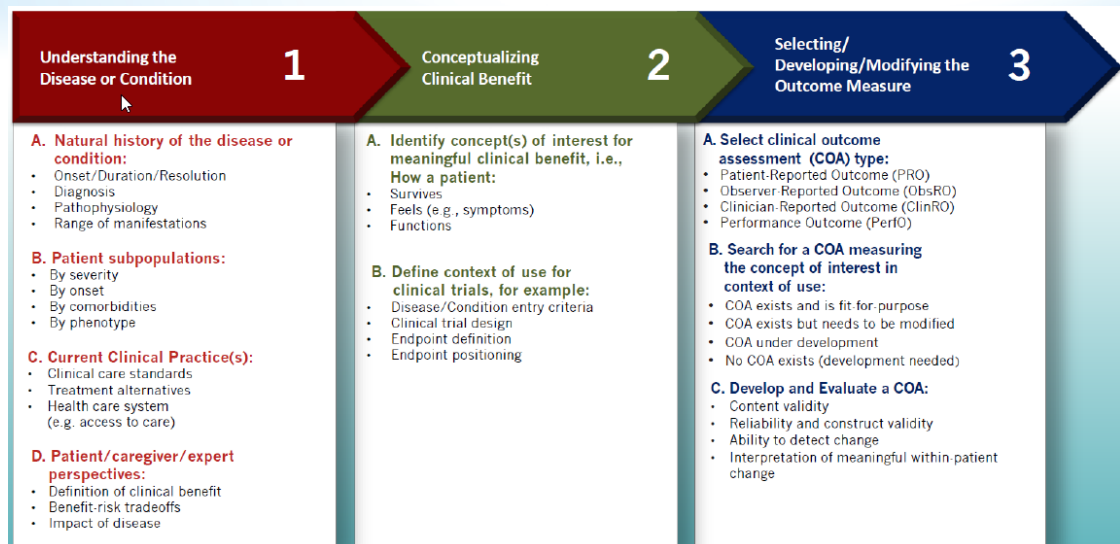 Understanding the
Disease or Condition
1
A. Natural history of the disease or
condition:
• Onset/Duration/Resolution
• Diagnosis
• Pathophysiology
• Range of manifestations
B. Patient subpopulations:
• By severity
• By onset
• By comorbidities
• By phenotype
C. Current Clinical Practice(s):
• Clinical care standards
• Treatment alternatives
• Health care system
(e.g. access to care)
D. Patient/caregiver/expert
perspectives:
• Definition of clinical benefit
• Benefit-risk tradeoffs
• Impact of disease
Conceptualizing
Clinical Benefit
2
A. Identify concept(s) of interest for
meaningful clinical benefit, i.e.,
How a patient:
• Survives
• Feels (e.g., symptoms)
• Functions
B. Define context of use for
clinical trials, for example:
• Disease/Condition entry criteria
• Clinical trial design
• Endpoint definition
• Endpoint positioning
Selecting/
Developing/Modifying the
Outcome Measure
3
A. Select clinical outcome
assessment (COA) type:
• Patient-Reported Outcome (PRO)
• Observer-Reported Outcome (ObsRO)
• Clinician-Reported Outcome (ClinRO)
• Performance Outcome (PerfO)
B. Search for a COA measuring
the concept of interest in
context of use:
• COA exists and is fit-for-purpose
• COA exists but needs to be modified
• COA under development
• No COA exists (development needed)
C. Develop and Evaluate a COA:
• Content validity
• Reliability and construct validity
• Ability to detect change
• Interpretation of meaningful within-patient
change